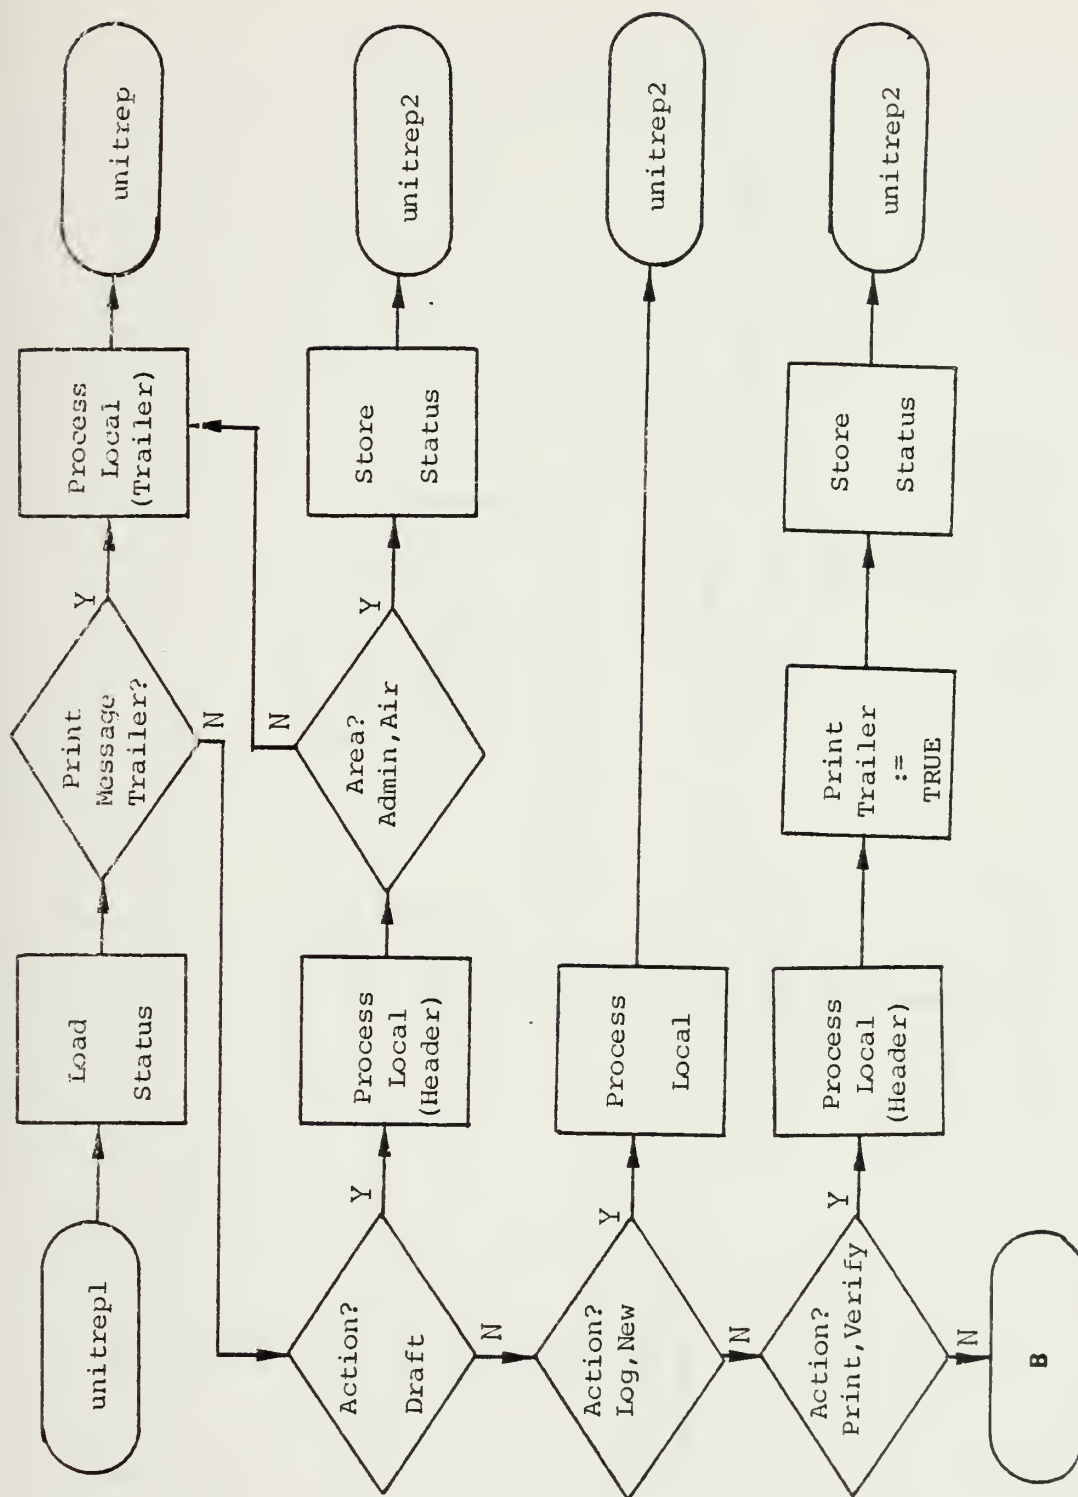 unitrep1
Load
Status
Print
Message
Trailer?
Y
N
Process
Local
(Trailer)
unitrep
Action?
Draft
Y
N
Process
Local
(Header)
Area?
Admin,Air
Y
N
Store
Status
unitrep2
Action?
Log,New
Y
N
Process
Local
unitrep2
Action?
Print,Verify
Y
N
Process
Local
(Header)
Print
Trailer
:=
TRUE
Store
Status
unitrep2
B